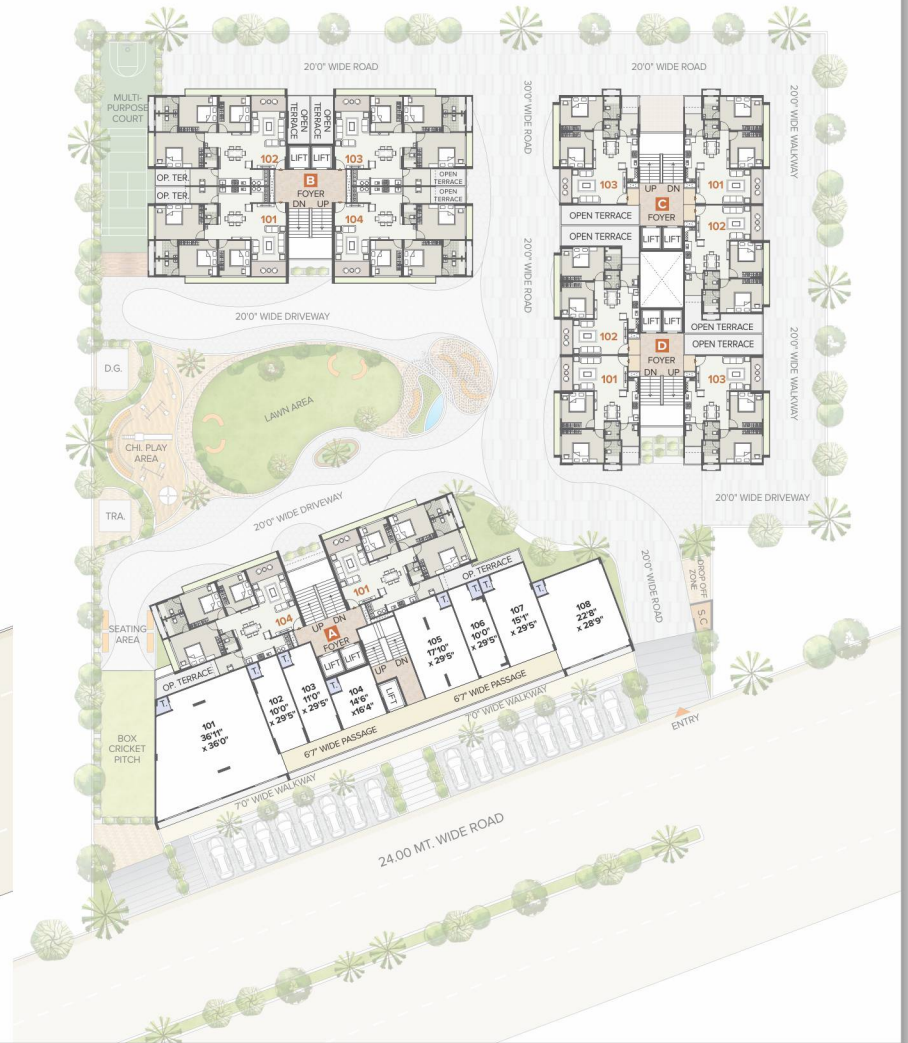 20'0" WIDE ROAD
20'0" WIDE ROAD
MULTI-
PURPOSE
COURT
OPEN
TERRACE
OPEN
TERRACE
30'0" WIDE ROAD
20'0" WIDE WALKWAY
102
LIFT
LIFT
103
OP. TER.
OP. TER.
B
FOYER
DN UP
OPEN
TERRACE
OPEN
TERRACE
101
104
103
UP DN
C
FOYER
101
102
OPEN TERRACE
OPEN TERRACE
LIFT
LIFT
20'0" WIDE ROAD
20'0" WIDE DRIVEWAY
LIFT
LIFT
OPEN TERRACE
OPEN TERRACE
102
D
FOYER
DN UP
101
103
20'0" WIDE WALKWAY
D.G.
LAWN AREA
CHI. PLAY
AREA
TRA.
20'0" WIDE DRIVEWAY
20'0" WIDE DRIVEWAY
20'0" WIDE ROAD
DROP OFF
ZONE
S.C.
SEATING
AREA
104
101
UP DN
A
FOYER
LIFT
LIFT
UP DN
LIFT
OP. TERRACE
OP. TERRACE
T.
T.
T.
T.
T.
T.
T.
T.
101
36'11"
x 36'0"
102
10'0"
x 29'5"
103
11'0"
x 29'5"
104
14'6"
x16'4"
105
17'10"
x 29'5"
106
10'0"
x 29'5"
107
15'1"
x 29'5"
108
22'8"
x 28'9"
6'7" WIDE PASSAGE
6'7" WIDE PASSAGE
7'0" WIDE WALKWAY
7'0" WIDE WALKWAY
ENTRY
BOX
CRICKET
PITCH
24.00 MT. WIDE ROAD